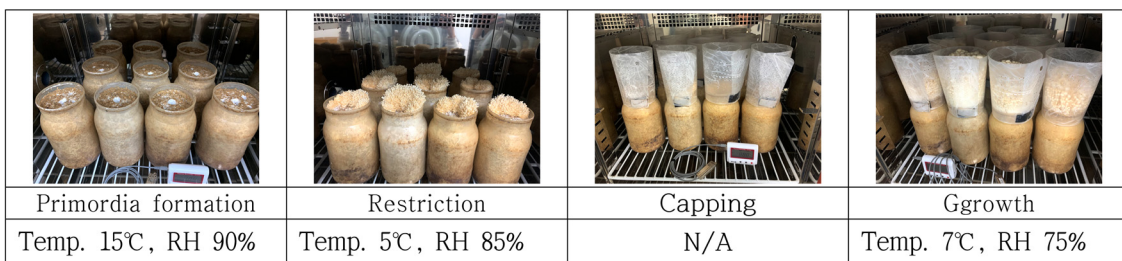 Primordia formation
Restriction
Capping
Ggrowth
Temp. 15℃, RH 90%
Temp. 5℃, RH 85%
N/A
Temp. 7℃, RH 75%